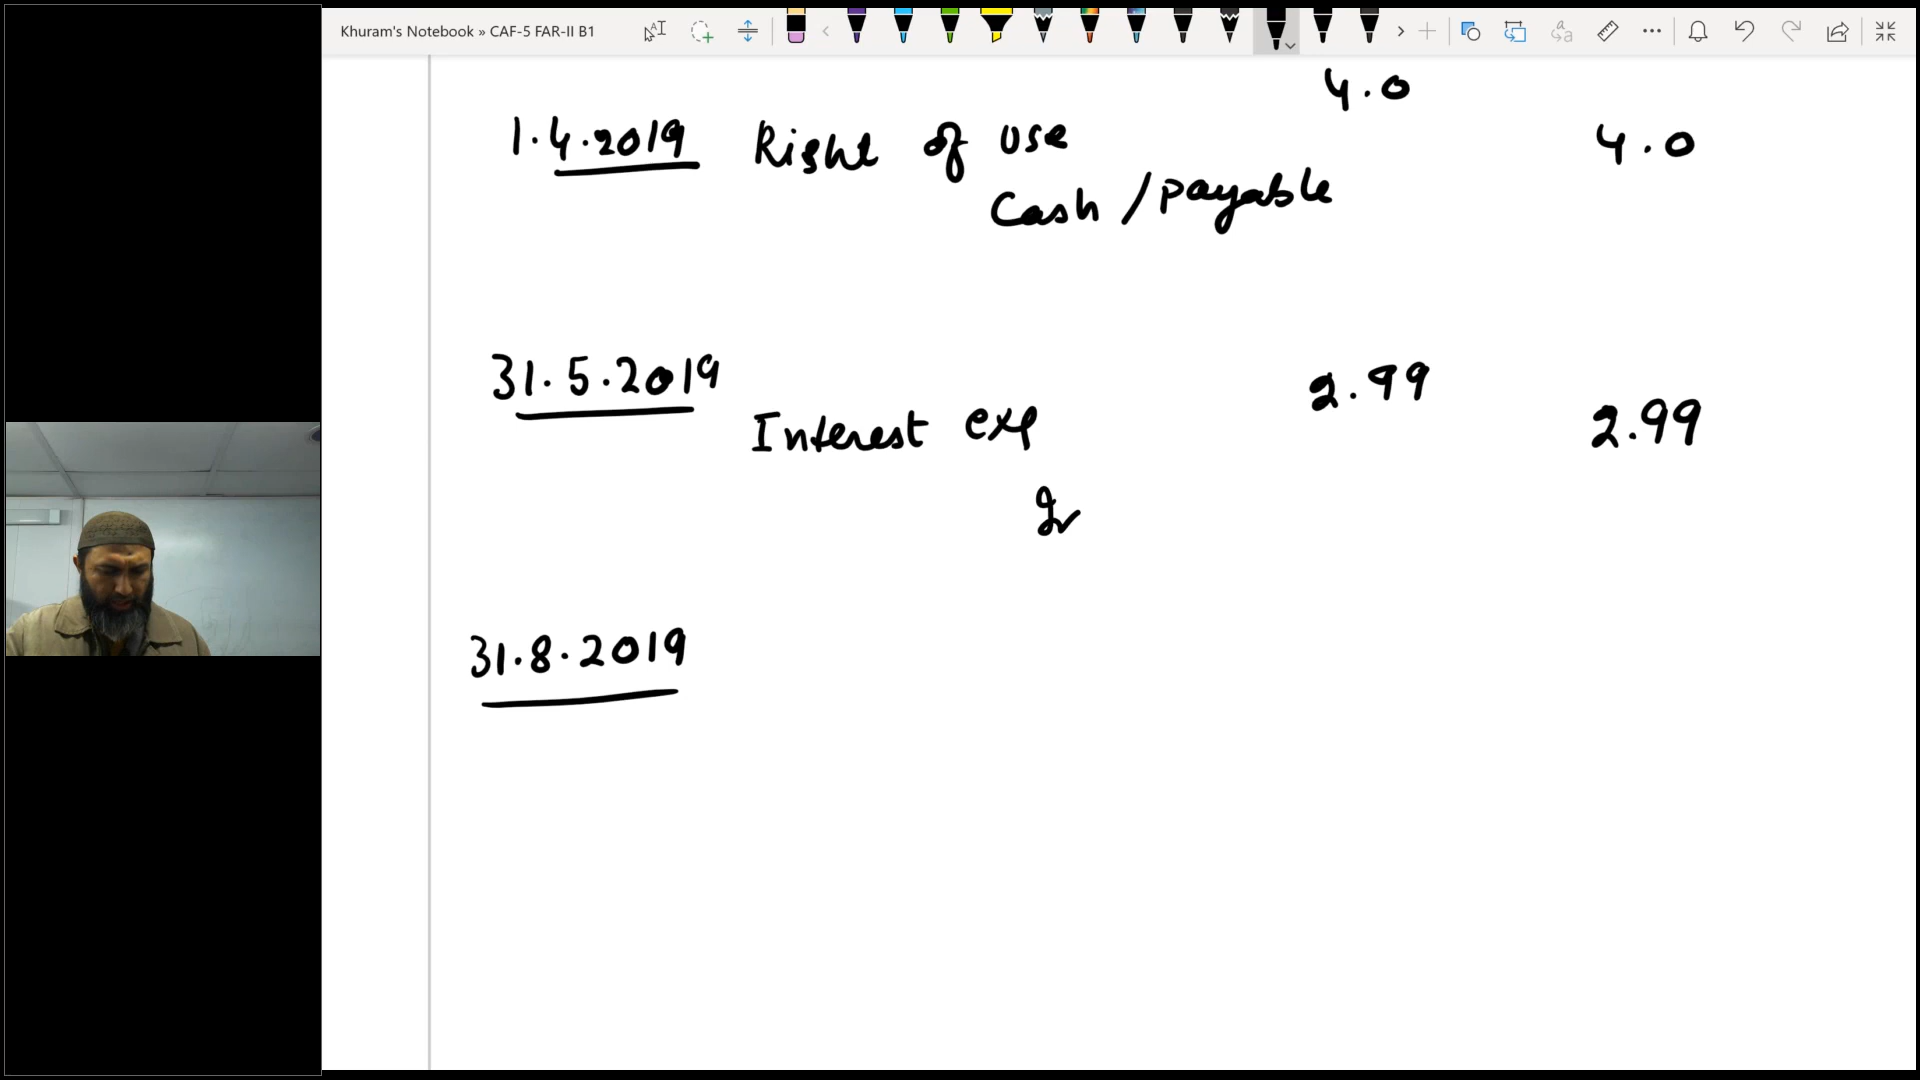 Khuram's Notebook » CAF-5 FAR-II B1
4.0
1.4.2019 Right of use 4.0
Cash/payable
31.5.2019 2.99
Interest exp 2.99
31.8.2019